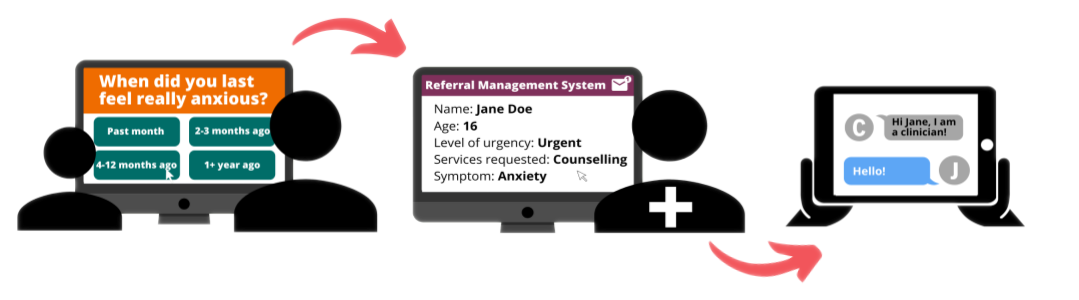 When did you last
feel really anxious?
Past month
2-3 months ago
4-12 months ago
1+ year ago
Referral Management System
1
Name: Jane Doe
Age: 16
Level of urgency: Urgent
Services requested: Counselling
Symptom: Anxiety
C
Hi Jane, I am
a clinician!
Hello!
J